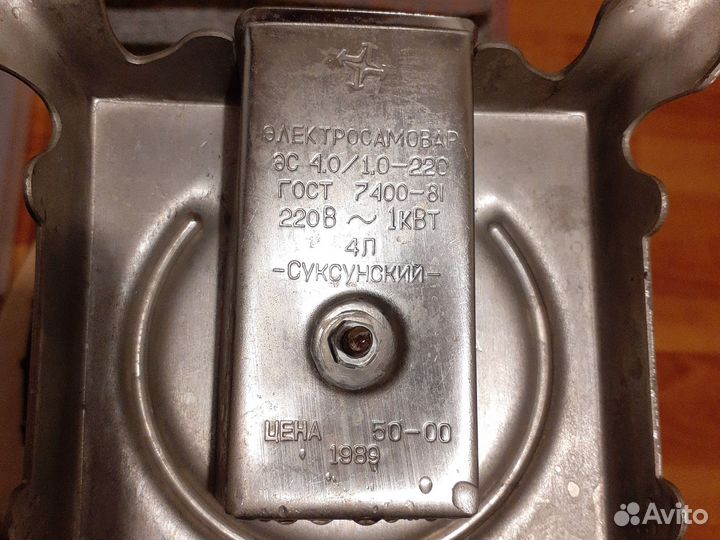 ЭЛЕКТРОСАМОВАР
ЭС 4.0/1.0-220
ГОСТ 7400-81
220В ~ 1кВт
4Л
-СУКСУНСКИЙ-
ЦЕНА 50-00
1989
Avito